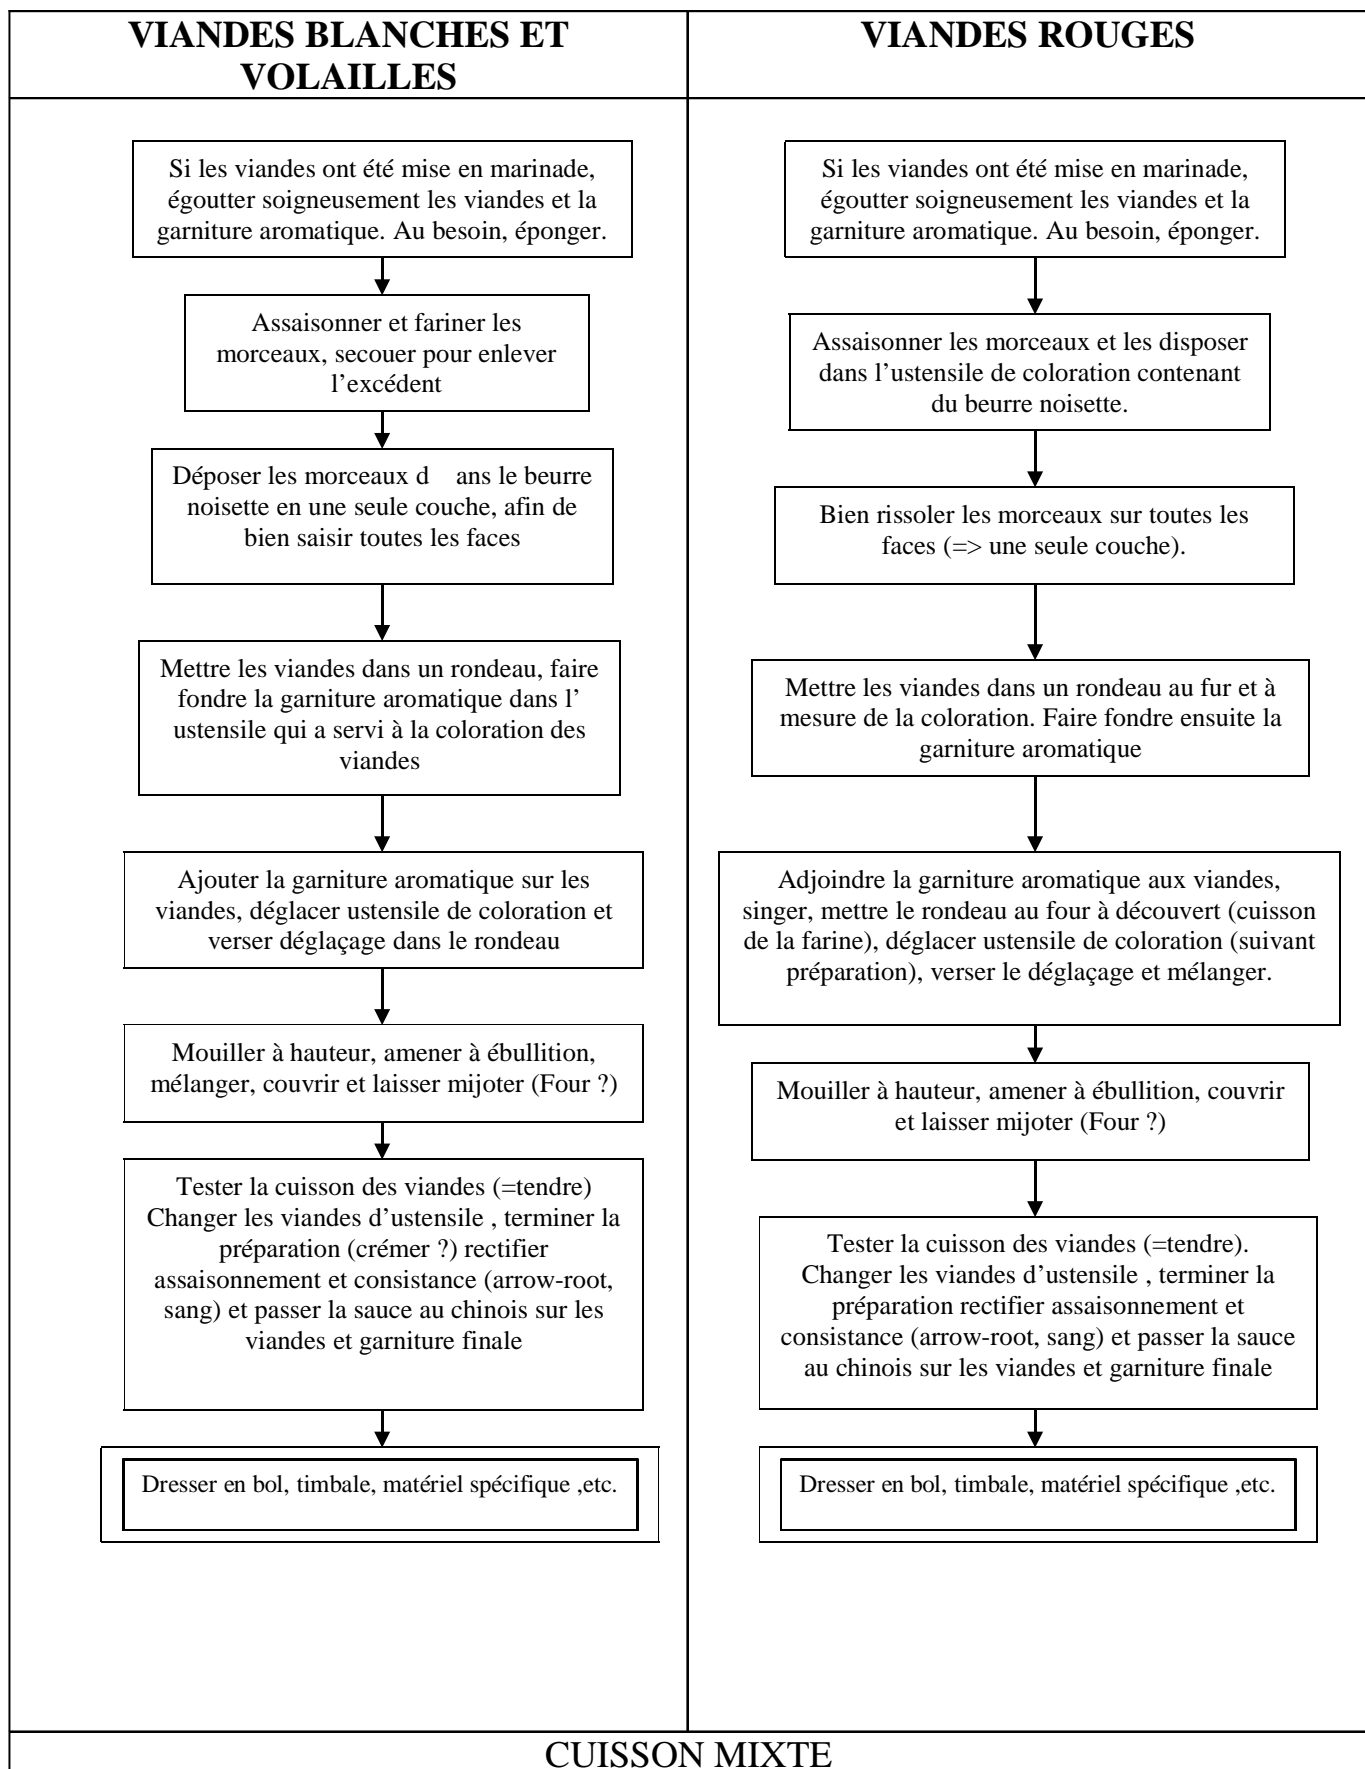 VIANDES BLANCHES ET
VOLAILLES
Si les viandes ont été mise en marinade,
égoutter soigneusement les viandes et la
garniture aromatique. Au besoin, éponger.
Assaisonner et fariner les
morceaux, secouer pour enlever
l’excédent
Déposer les morceaux d ans le beurre
noisette en une seule couche, afin de
bien saisir toutes les faces
Mettre les viandes dans un rondeau, faire
fondre la garniture aromatique dans l’
ustensile qui a servi à la coloration des
viandes
Ajouter la garniture aromatique sur les
viandes, déglacer ustensile de coloration et
verser déglaçage dans le rondeau
Mouiller à hauteur, amener à ébullition,
mélanger, couvrir et laisser mijoter (Four ?)
Tester la cuisson des viandes (=tendre)
Changer les viandes d’ustensile , terminer la
préparation (crémer ?) rectifier
assaisonnement et consistance (arrow-root,
sang) et passer la sauce au chinois sur les
viandes et garniture finale
Dresser en bol, timbale, matériel spécifique ,etc.
VIANDES ROUGES
Si les viandes ont été mise en marinade,
égoutter soigneusement les viandes et la
garniture aromatique. Au besoin, éponger.
Assaisonner les morceaux et les disposer
dans l’ustensile de coloration contenant
du beurre noisette.
Bien rissoler les morceaux sur toutes les
faces (=> une seule couche).
Mettre les viandes dans un rondeau au fur et à
mesure de la coloration. Faire fondre ensuite la
garniture aromatique
Adjoindre la garniture aromatique aux viandes,
singer, mettre le rondeau au four à découvert (cuisson
de la farine), déglacer ustensile de coloration (suivant
préparation), verser le déglaçage et mélanger.
Mouiller à hauteur, amener à ébullition, couvrir
et laisser mijoter (Four ?)
Tester la cuisson des viandes (=tendre).
Changer les viandes d’ustensile , terminer la
préparation rectifier assaisonnement et
consistance (arrow-root, sang) et passer la sauce
au chinois sur les viandes et garniture finale
Dresser en bol, timbale, matériel spécifique ,etc.
CUISSON MIXTE